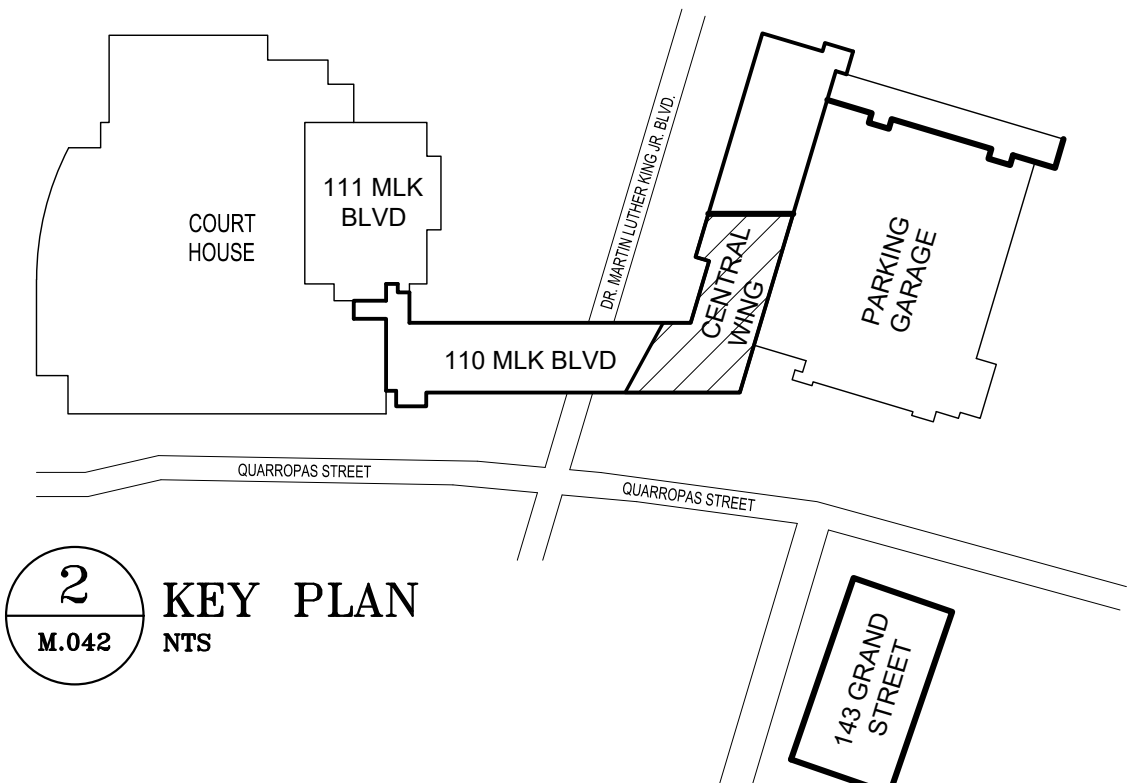 COURT
HOUSE
111 MLK
BLVD
DR. MARTIN LUTHER KING JR. BLVD.
CENTRAL
WING
PARKING
GARAGE
110 MLK BLVD
QUARROPAS STREET
QUARROPAS STREET
2
M.042
KEY PLAN
NTS
143 GRAND
STREET